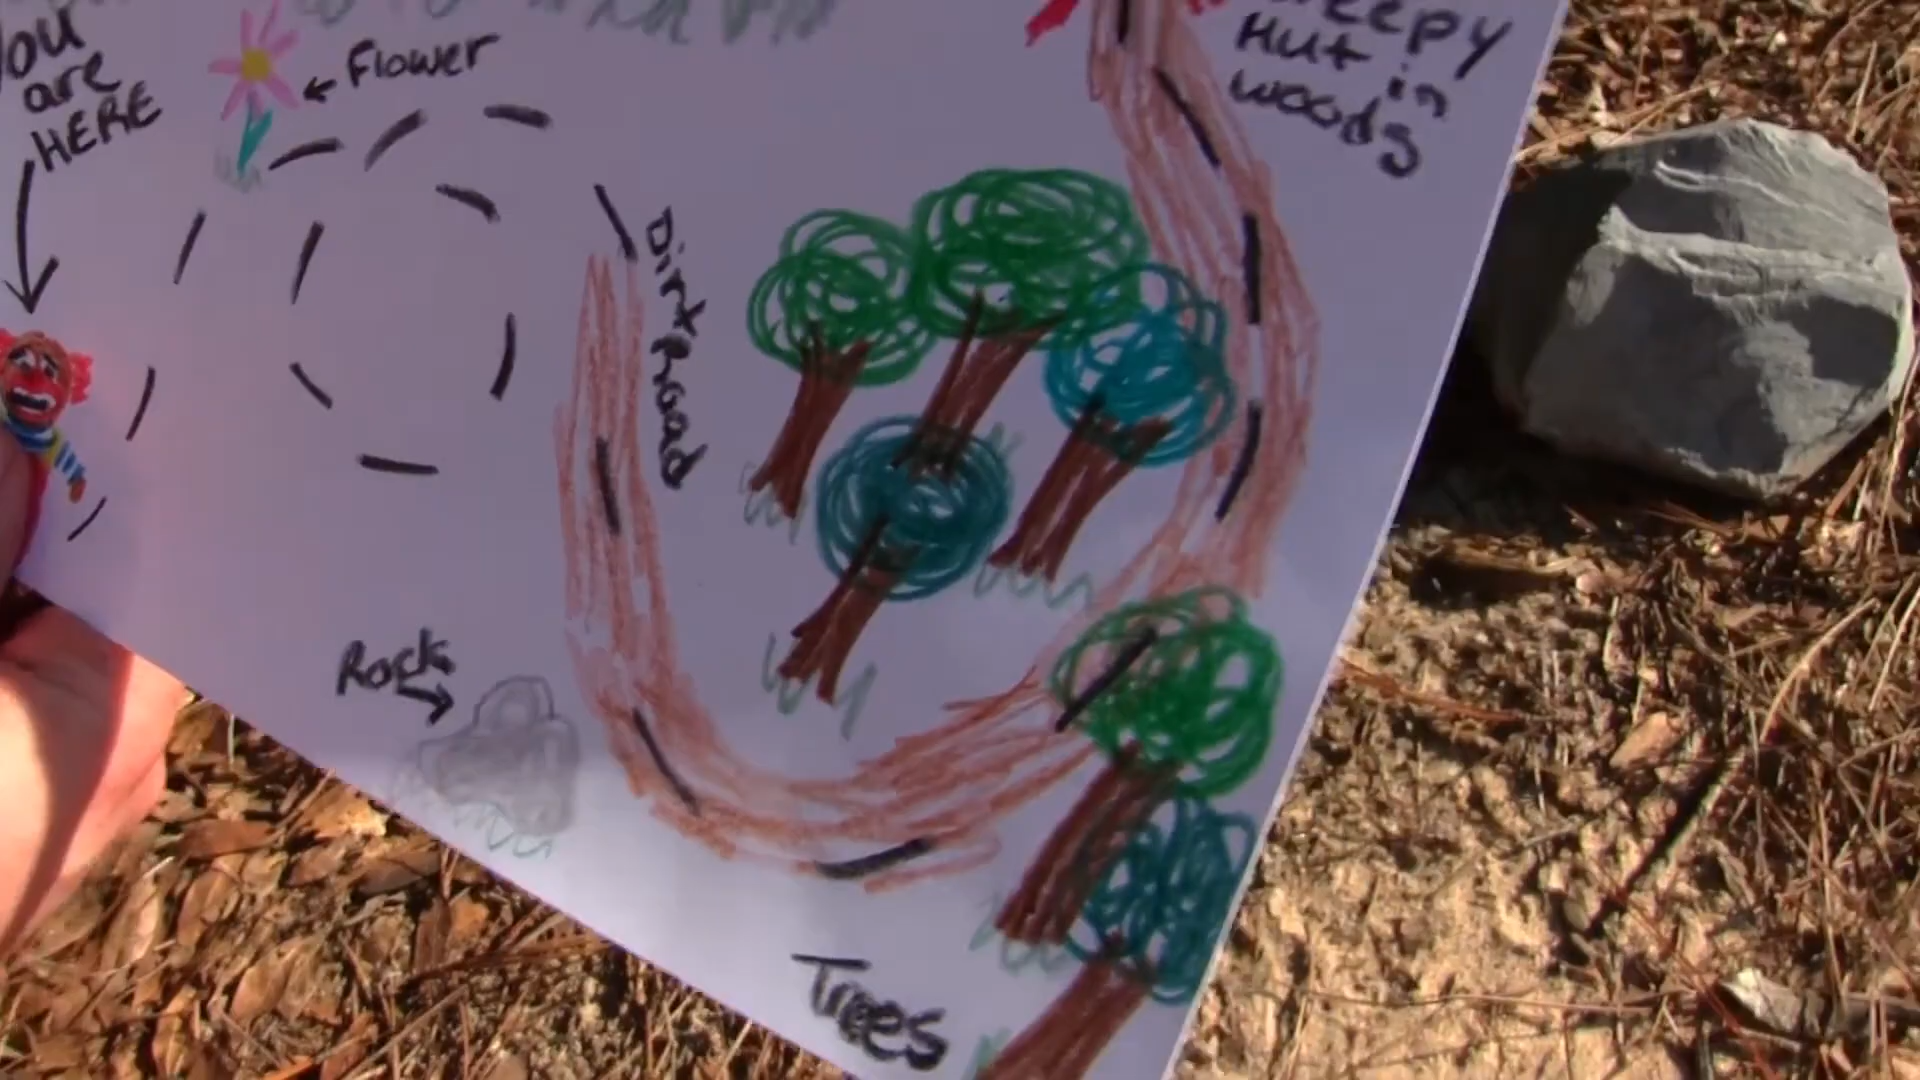 You
are
HERE
Flower
Hut in
woods
Dirt Road
Rock
Trees